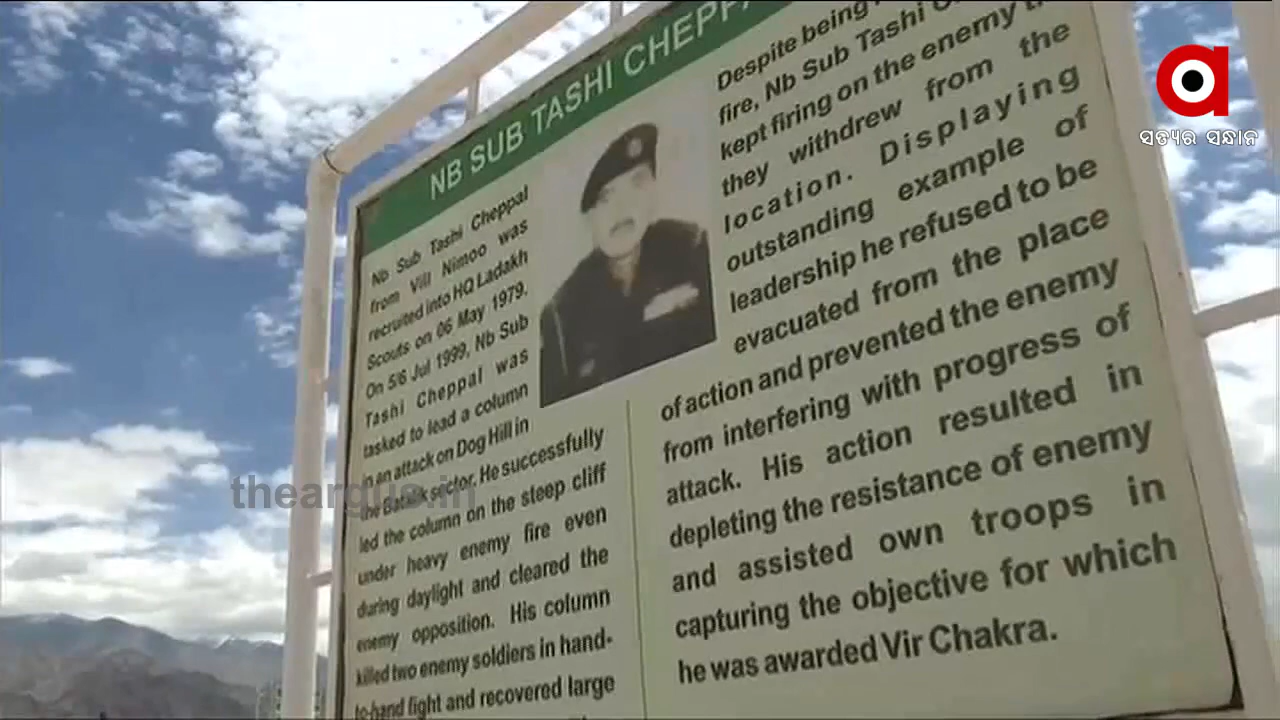 NB SUB TASHI CHEPPA
Nb Sub Tashi Cheppal
from Vill Nimoo was
recruited into HQ Ladakh
Scouts on 06 May 1979.
On 5/6 Jul 1999, Nb Sub
Tashi Cheppal was
tasked to lead a column
in an attack on Dog Hill in
the Batalik sector. He successfully
led the column on the steep cliff
under heavy enemy fire even
during daylight and cleared the
enemy opposition. His column
killed two enemy soldiers in hand-
to-hand fight and recovered large
Despite being
fire, Nb Sub Tashi
kept firing on the enemy
they withdrew from the
location. Displaying
outstanding example of
leadership he refused to be
evacuated from the place
of action and prevented the enemy
from interfering with progress of
attack. His action resulted in
depleting the resistance of enemy
and assisted own troops in
capturing the objective for which
he was awarded Vir Chakra.
ସତ୍ୟର ସନ୍ଧାନ
theargus.in